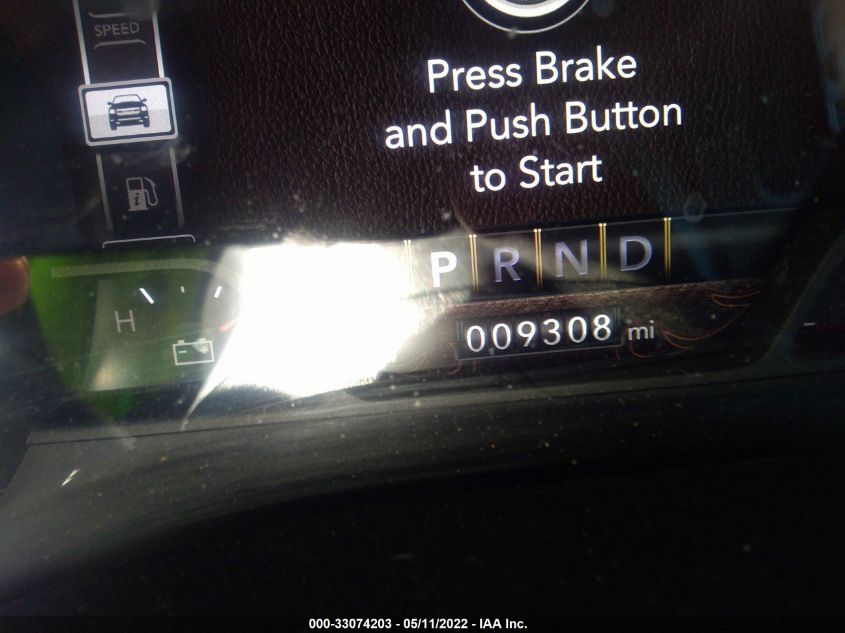 SPEED
Press Brake
and Push Button
to Start
i
P R N D
H
009308 mi
000-33074203 - 05/11/2022 - IAA Inc.